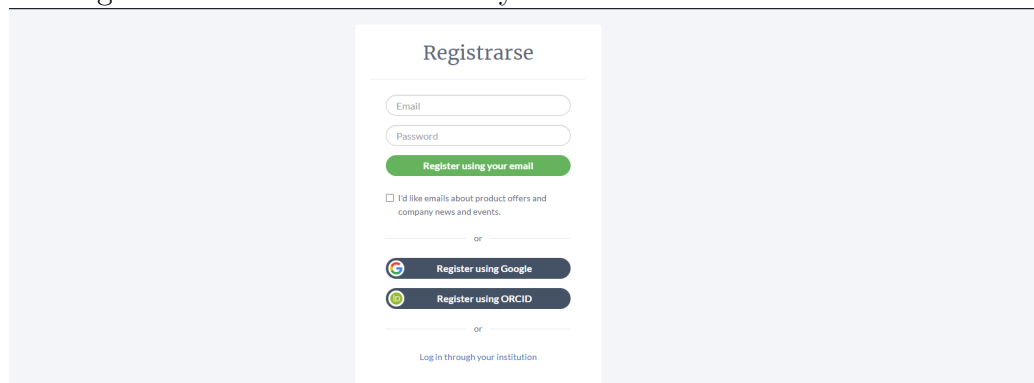 Registrarse
Email
Password
Register using your email
I'd like emails about product offers and
company news and events.
or
Register using Google
Register using ORCID
or
Log in through your institution